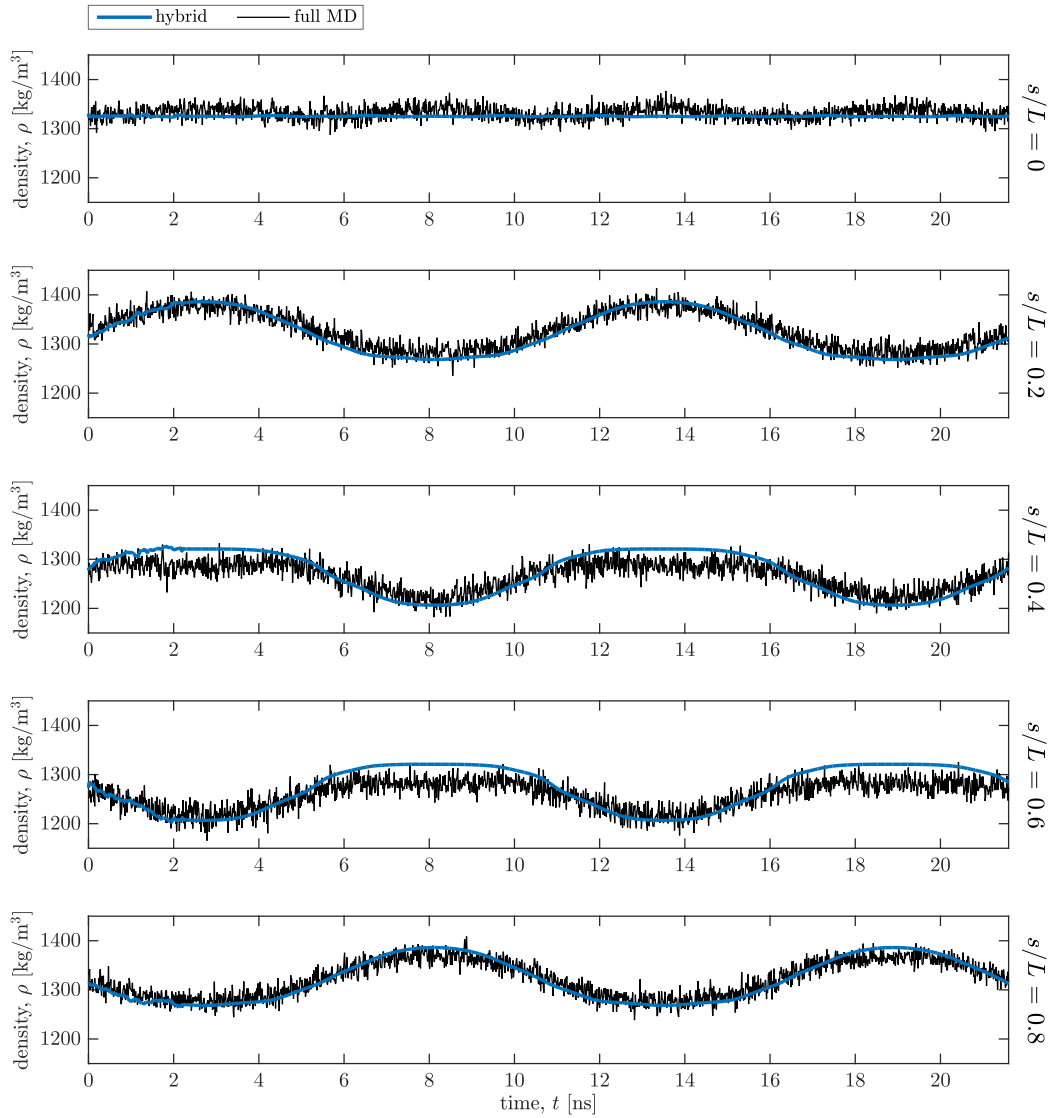 hybrid full MD
density, ρ [kg/m³]
1400
1300
1200
s/L = 0
0 2 4 6 8 10 12 14 16 18 20
density, ρ [kg/m³]
1400
1300
1200
s/L = 0.2
0 2 4 6 8 10 12 14 16 18 20
density, ρ [kg/m³]
1400
1300
1200
s/L = 0.4
0 2 4 6 8 10 12 14 16 18 20
density, ρ [kg/m³]
1400
1300
1200
s/L = 0.6
0 2 4 6 8 10 12 14 16 18 20
density, ρ [kg/m³]
1400
1300
1200
s/L = 0.8
0 2 4 6 8 10 12 14 16 18 20
time, t [ns]